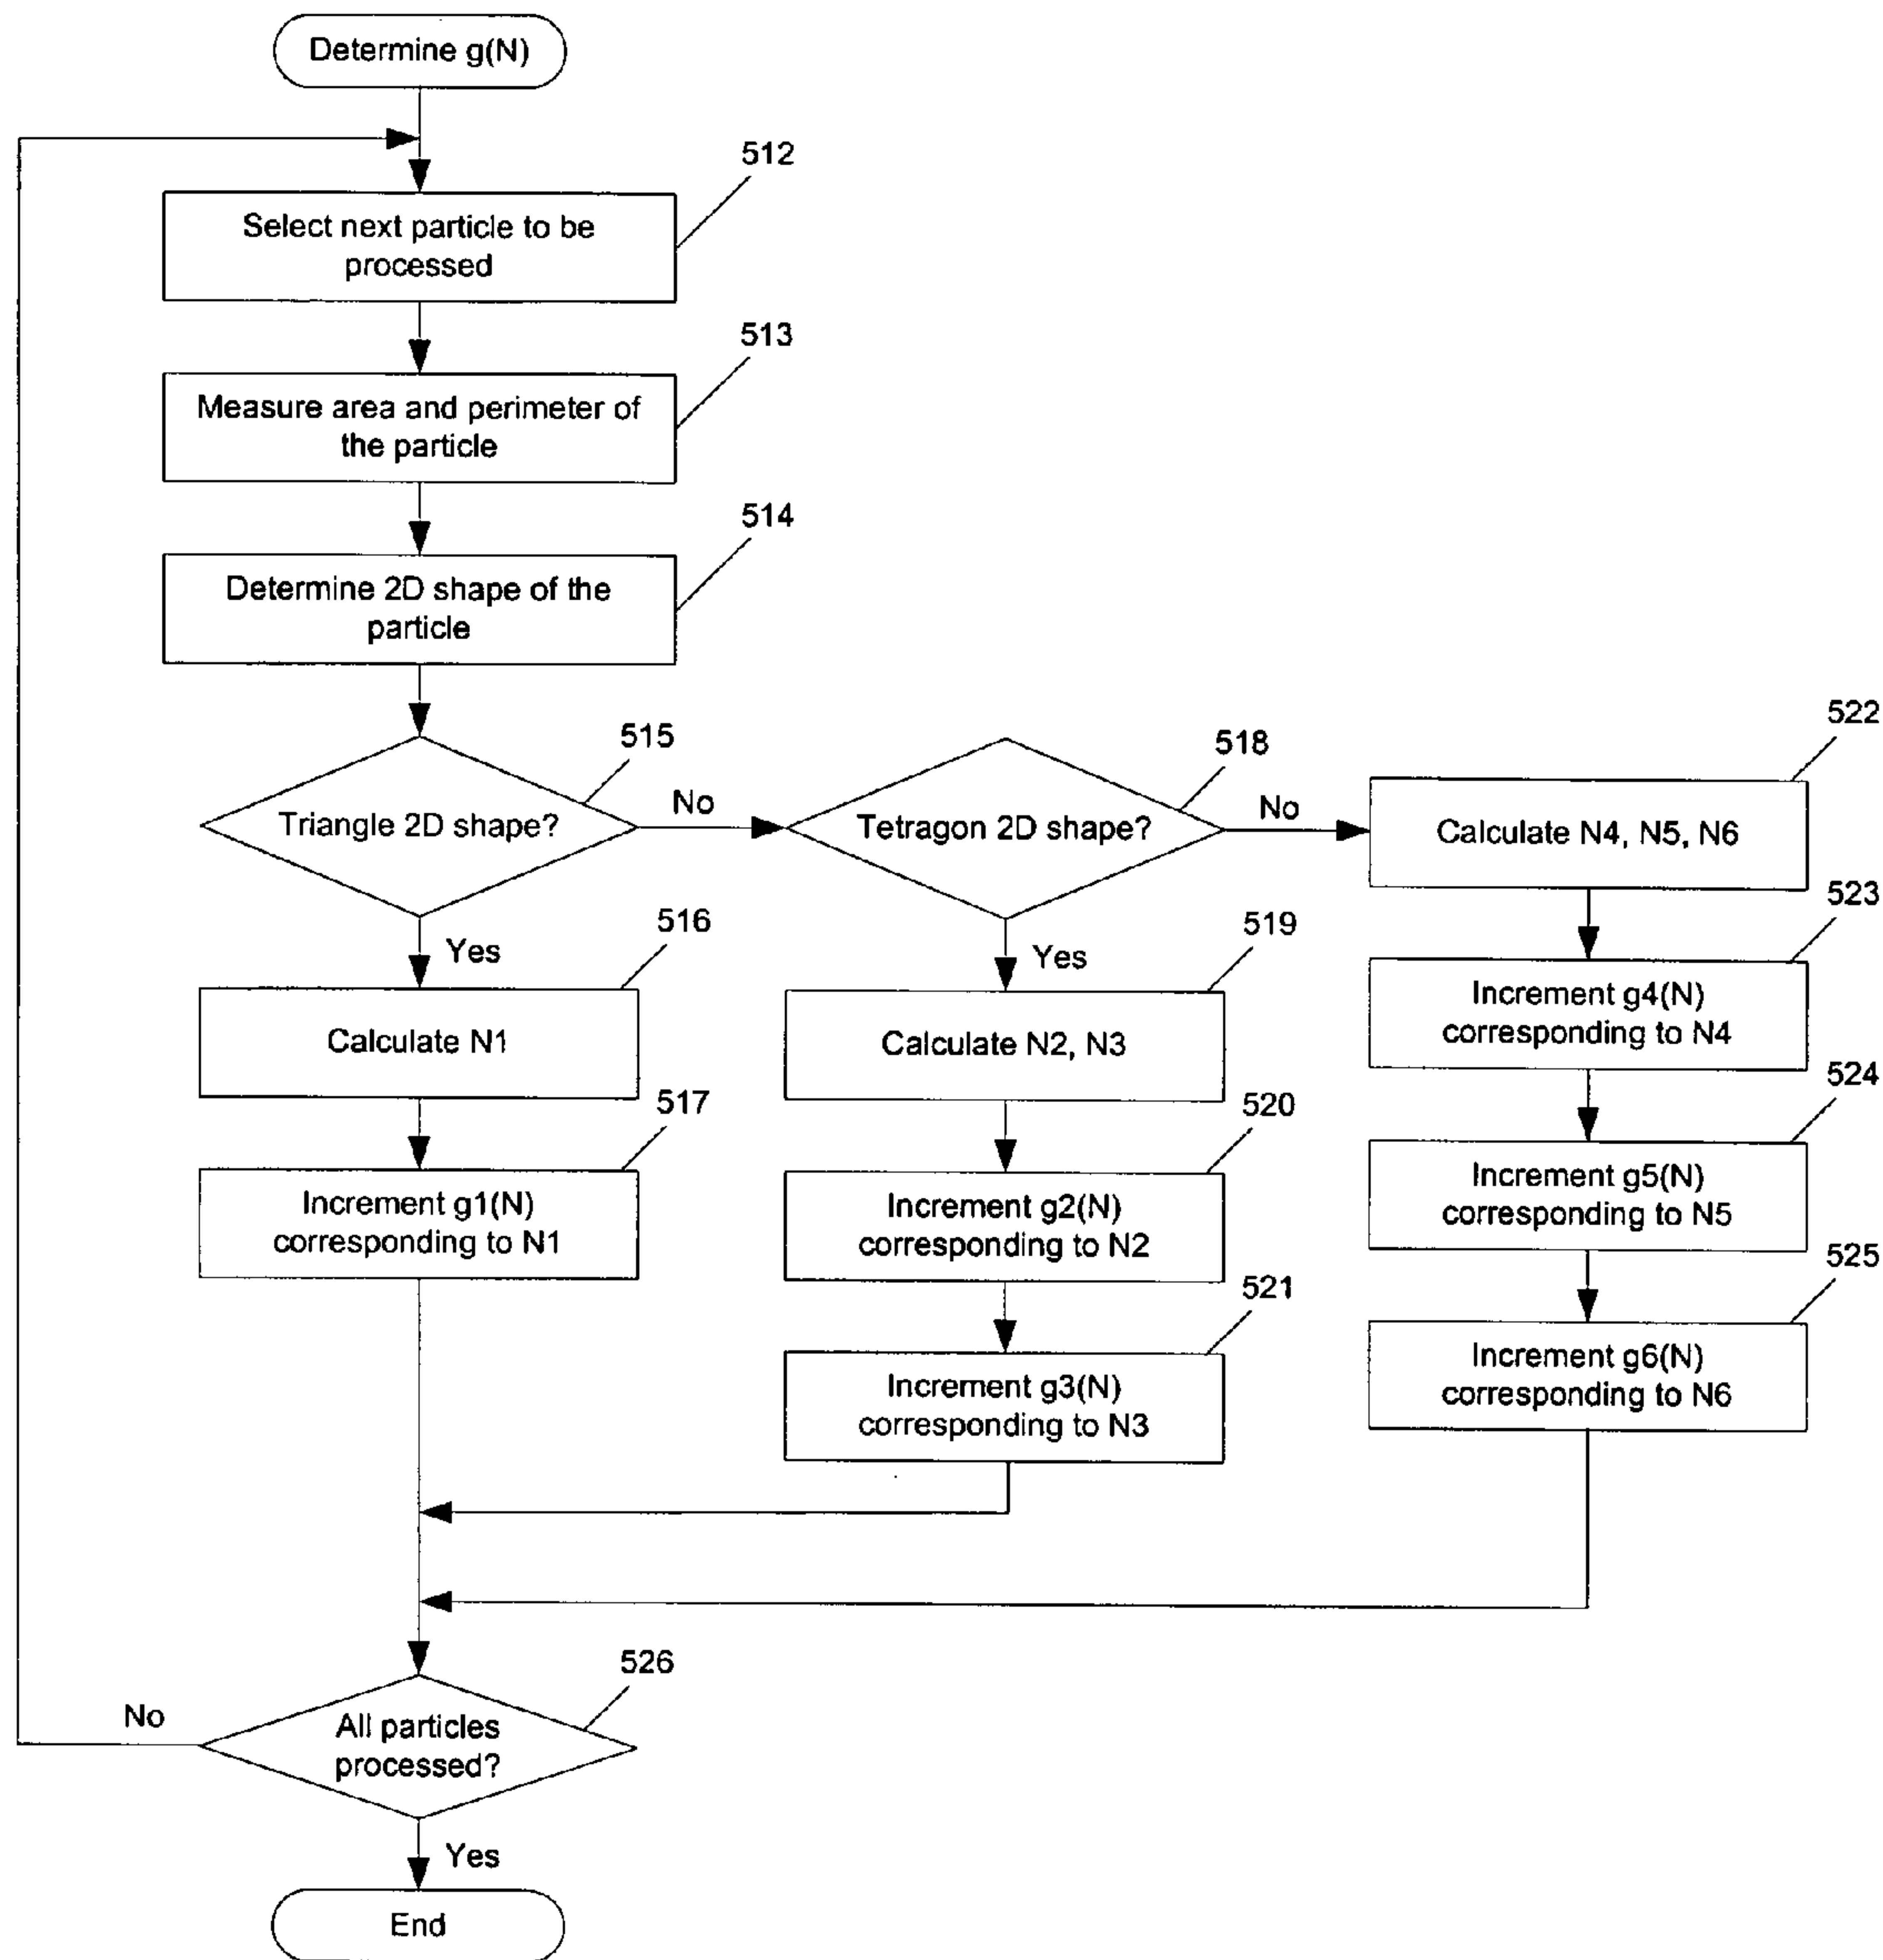 Determine g(N)
512
Select next particle to be
processed
513
Measure area and perimeter of
the particle
514
Determine 2D shape of the
particle
515
Triangle 2D shape?
No
518
Tetragon 2D shape?
No
522
Calculate N4, N5, N6
Yes
516
Calculate N1
517
Increment g1(N)
corresponding to N1
Yes
519
Calculate N2, N3
520
Increment g2(N)
corresponding to N2
521
Increment g3(N)
corresponding to N3
523
Increment g4(N)
corresponding to N4
524
Increment g5(N)
corresponding to N5
525
Increment g6(N)
corresponding to N6
526
All particles
processed?
No
Yes
End